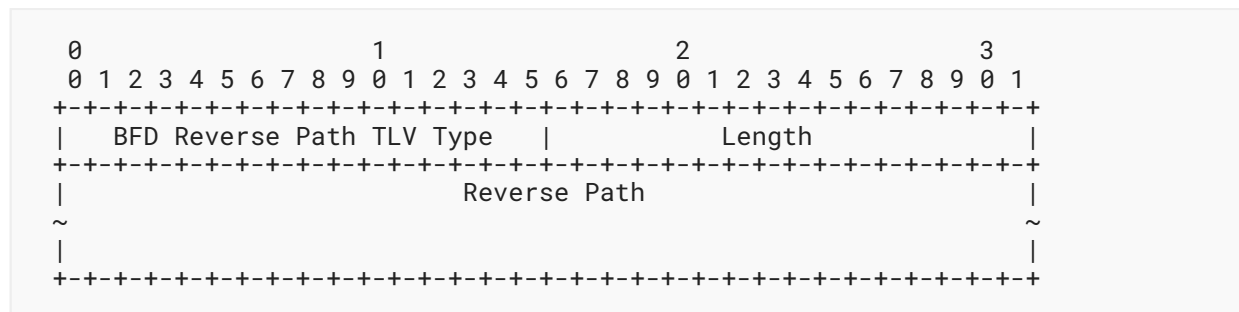 0                   1                   2                   3
 0 1 2 3 4 5 6 7 8 9 0 1 2 3 4 5 6 7 8 9 0 1 2 3 4 5 6 7 8 9 0 1
+-+-+-+-+-+-+-+-+-+-+-+-+-+-+-+-+-+-+-+-+-+-+-+-+-+-+-+-+-+-+-+-+
|   BFD Reverse Path TLV Type   |           Length              |
+-+-+-+-+-+-+-+-+-+-+-+-+-+-+-+-+-+-+-+-+-+-+-+-+-+-+-+-+-+-+-+-+
|                          Reverse Path                         |
~                                                               ~
|                                                               |
+-+-+-+-+-+-+-+-+-+-+-+-+-+-+-+-+-+-+-+-+-+-+-+-+-+-+-+-+-+-+-+-+